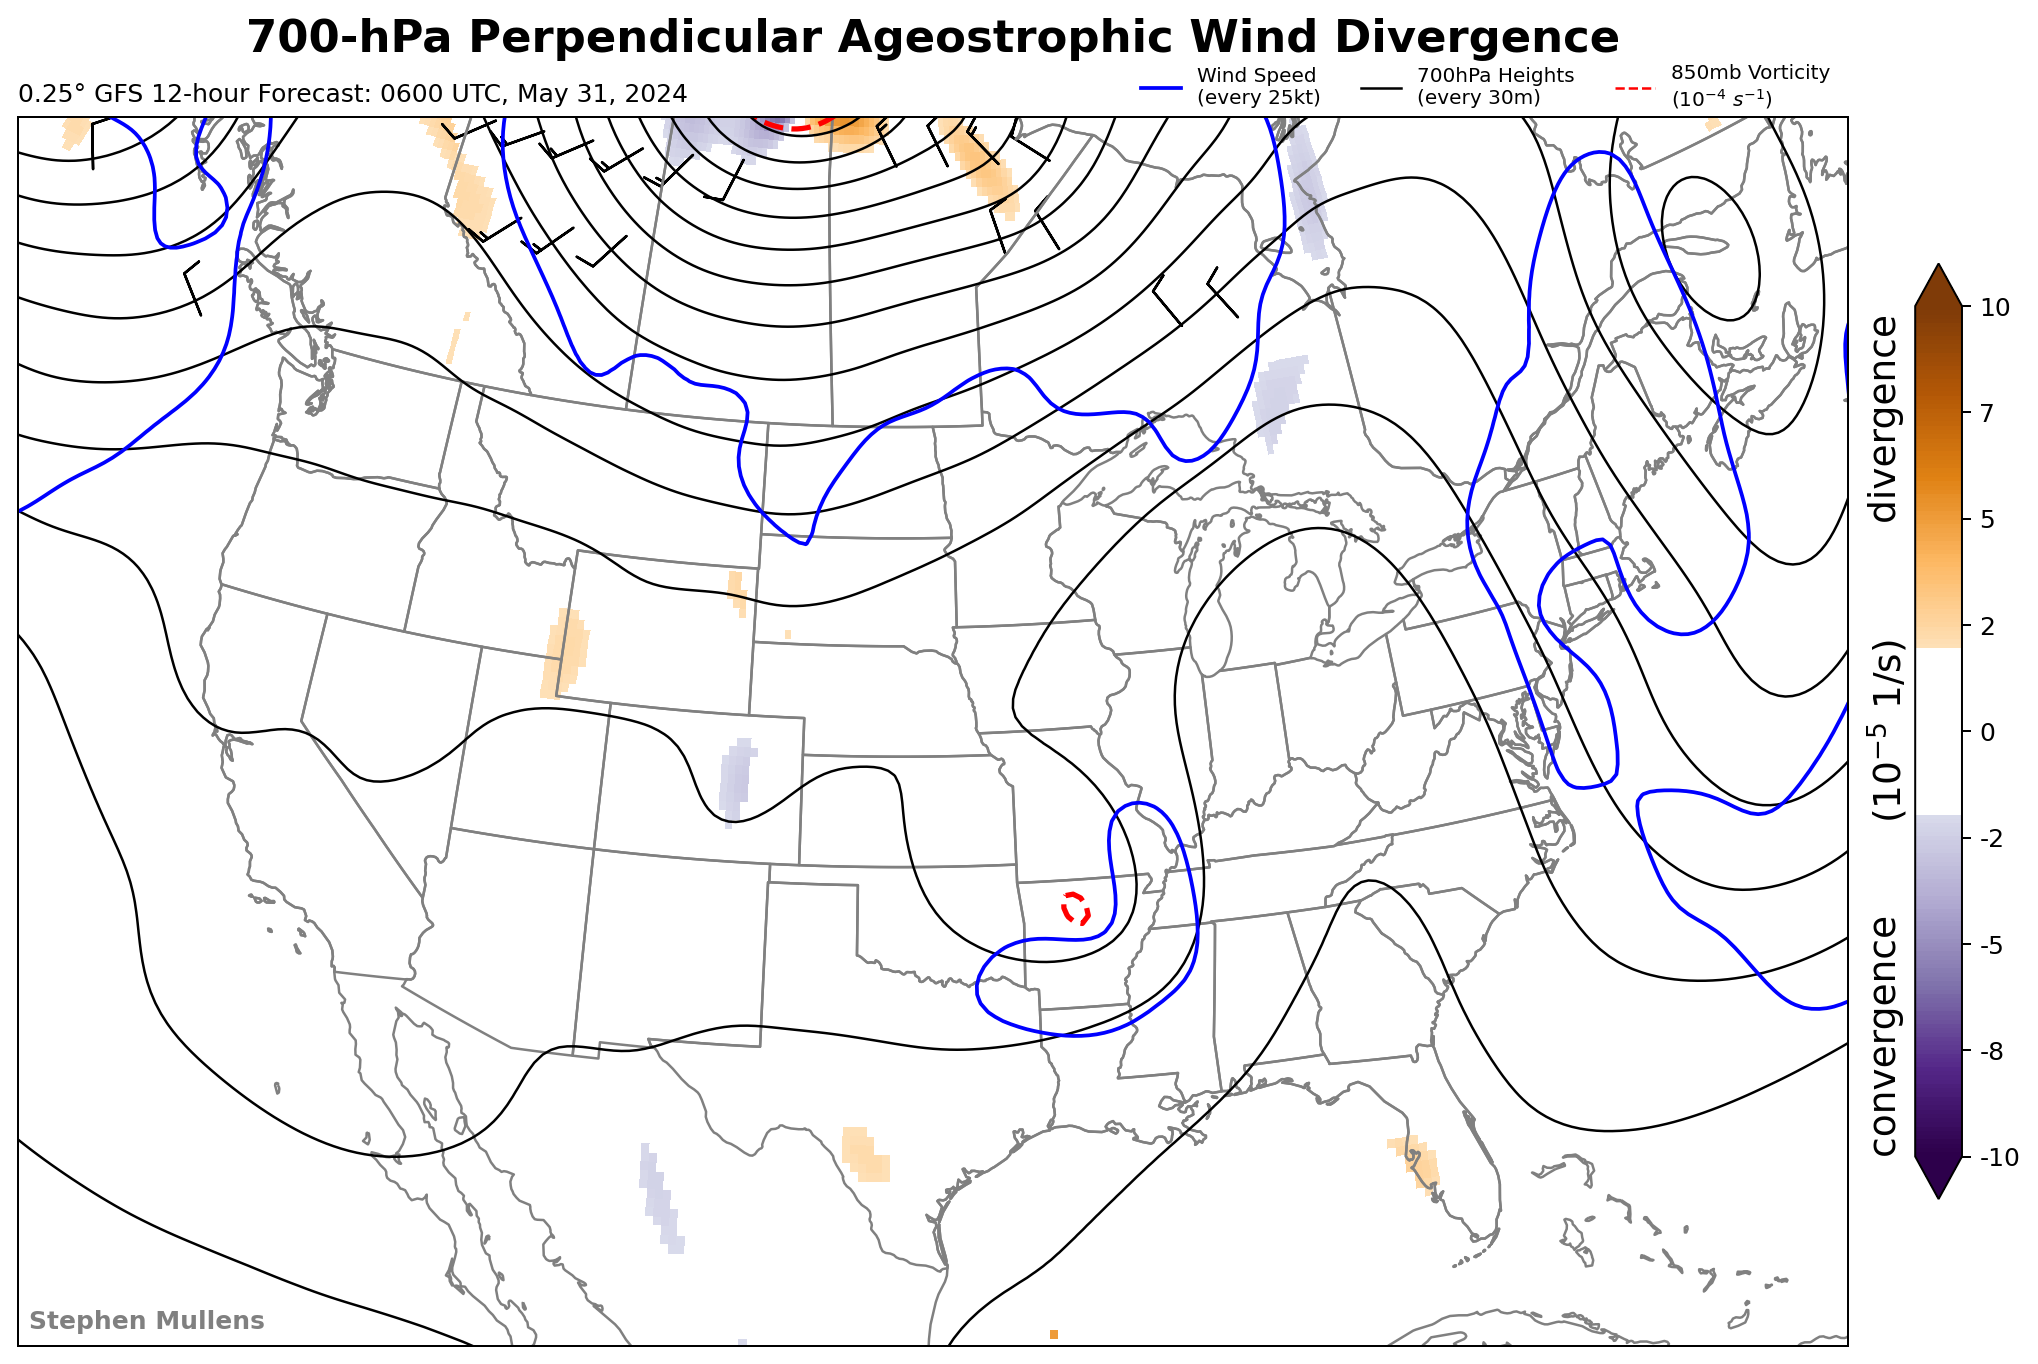 700-hPa Perpendicular Ageostrophic Wind Divergence
0.25° GFS 12-hour Forecast: 0600 UTC, May 31, 2024
Wind Speed
(every 25kt)
700hPa Heights
(every 30m)
850mb Vorticity
(10⁻⁴ s⁻¹)
10
7
5
2
0
-2
-5
-8
-10
convergence (10⁻⁵ 1/s) divergence
Stephen Mullens